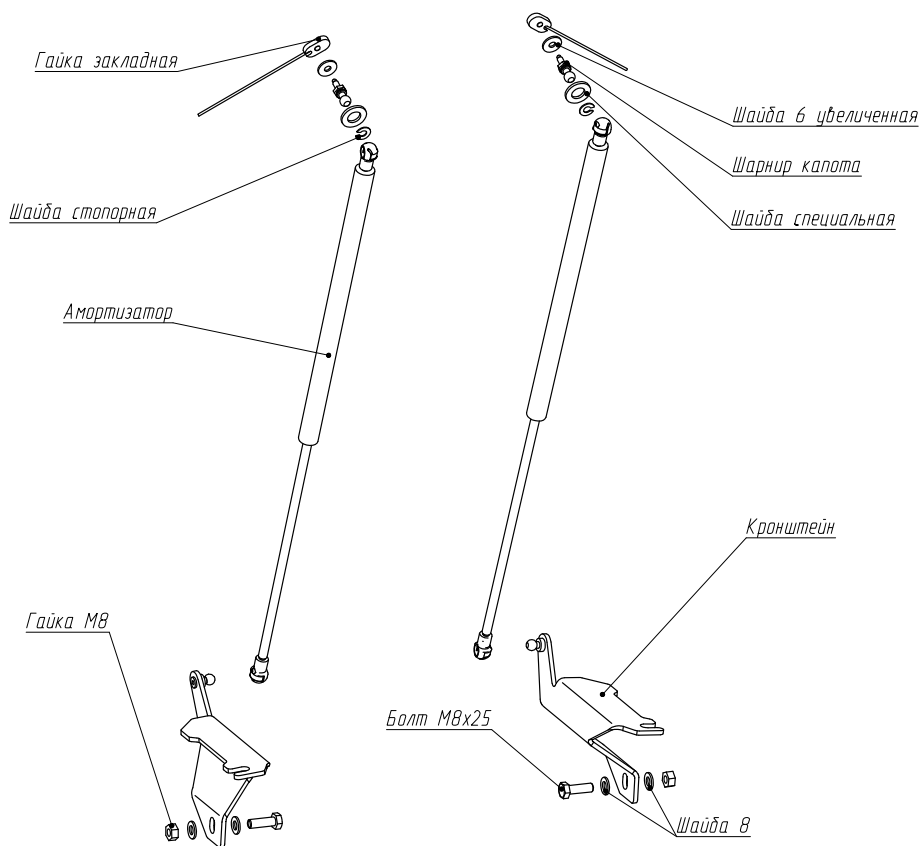 Гайка закладная
Шайба 6 увеличенная
Шарнир капота
Шайба стопорная
Шайба специальная
Амортизатор
Кронштейн
Гайка М8
Болт М8х25
Шайба 8